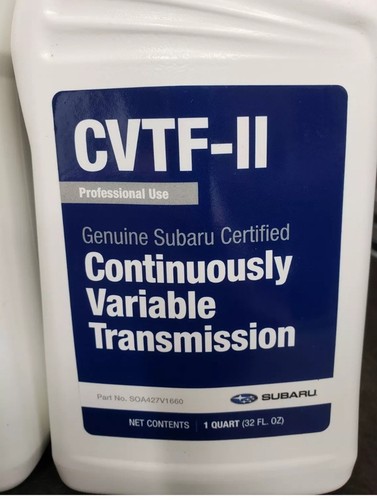 CVTF-II
Professional Use
Genuine Subaru Certified
Continuously
Variable
Transmission
Part No. SOA427V1660
SUBARU
NET CONTENTS | 1 QUART (32 FL. OZ)